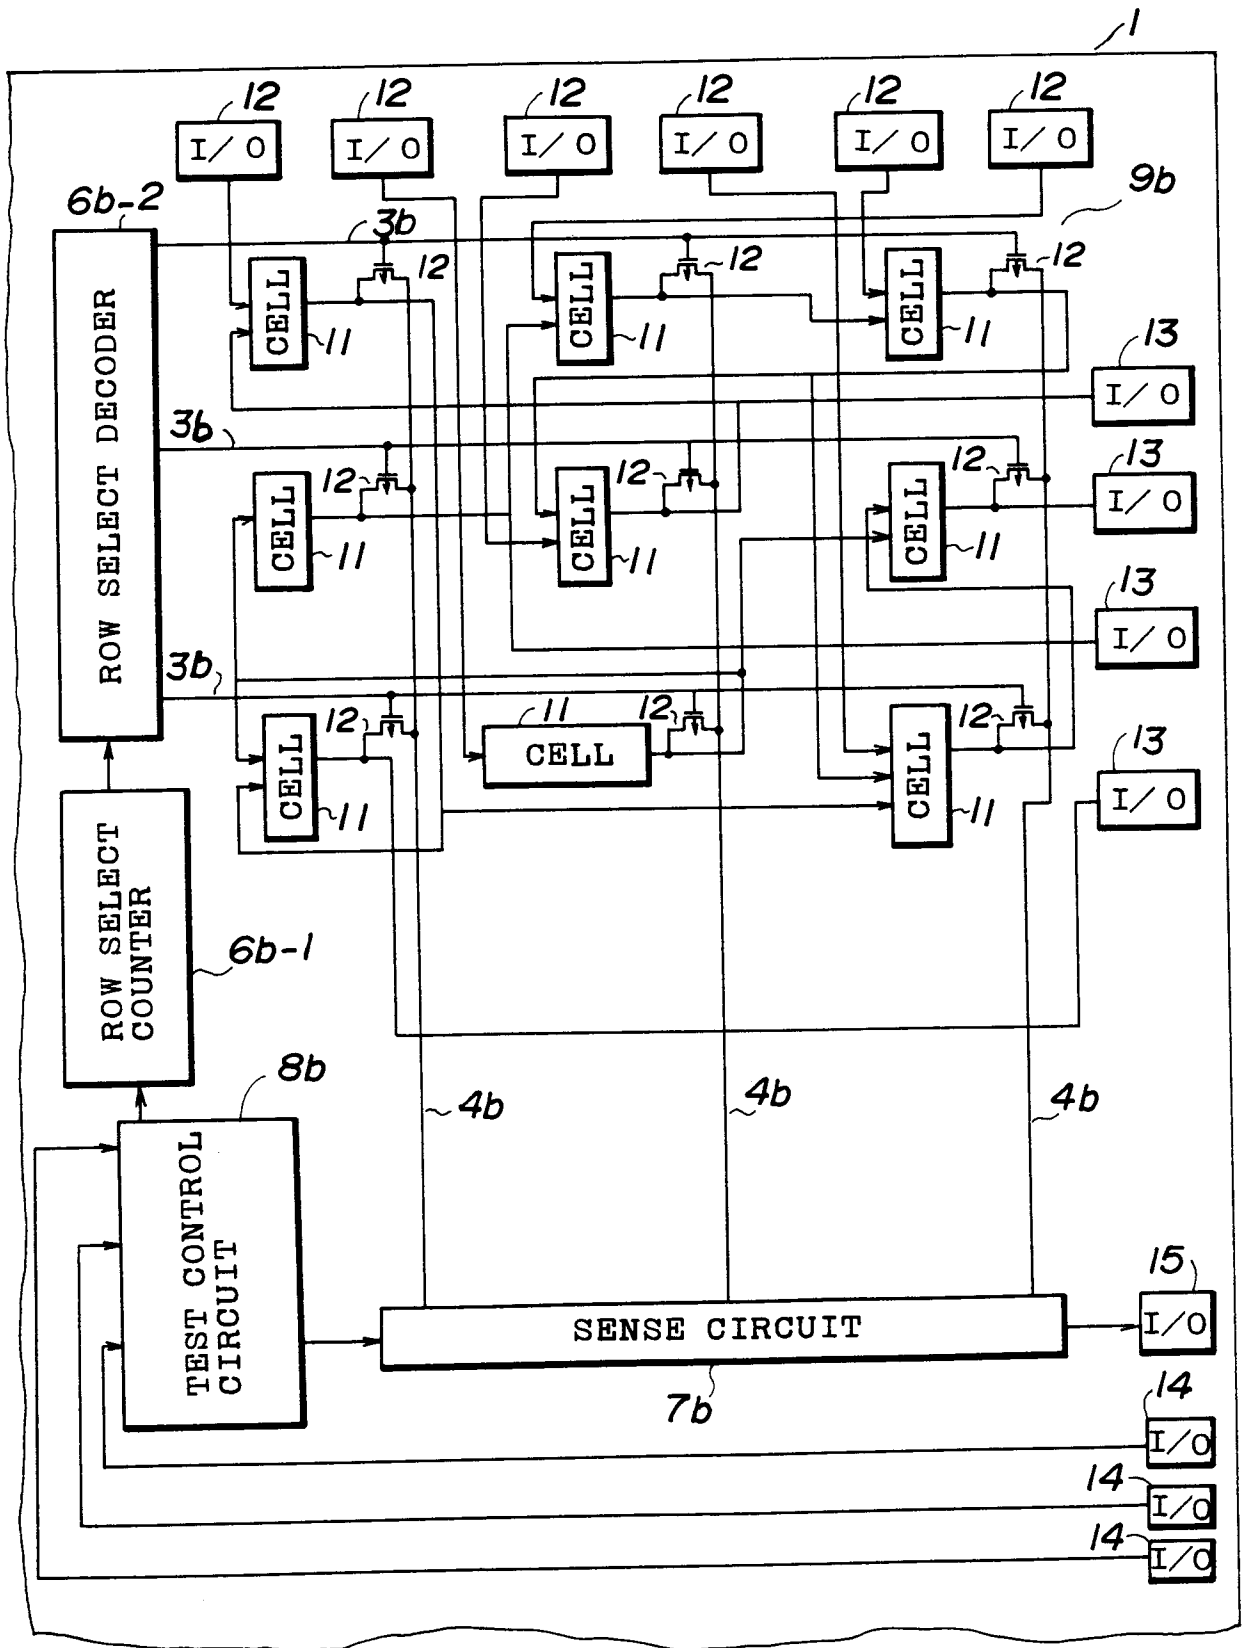 1
12 12 12 12 12 12
I/O I/O I/O I/O I/O I/O
9b
6b-2
3b
12 12 12
CELL CELL CELL
11 11 11
13
I/O
ROW SELECT DECODER
3b
12 12 12
13
I/O
CELL CELL CELL
11 11 11
13
I/O
3b
12 11 12 12
CELL CELL CELL
11 11
13
I/O
ROW SELECT
COUNTER
6b-1
8b
4b 4b 4b
TEST CONTROL
CIRCUIT
15
I/O
SENSE CIRCUIT
7b
14
I/O
14
I/O
14
I/O